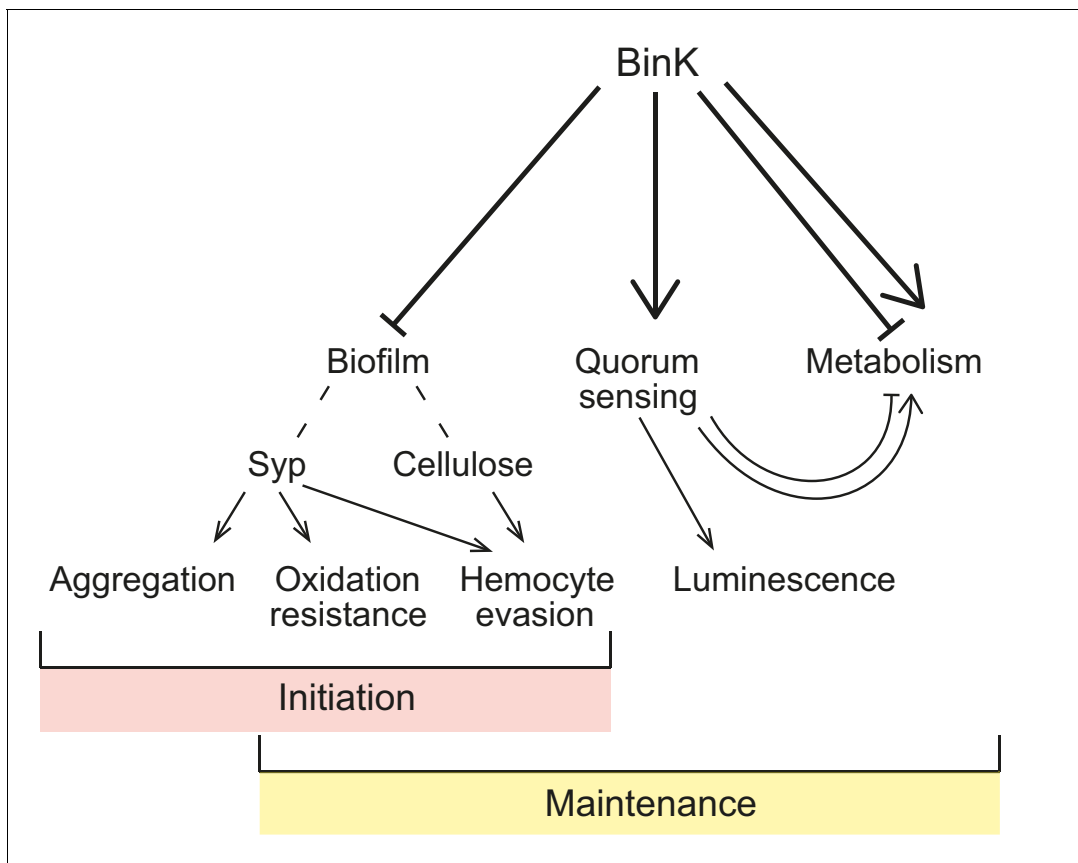 BinK
Biofilm
Quorum
sensing
Metabolism
Syp
Cellulose
Aggregation
Oxidation
resistance
Hemocyte
evasion
Luminescence
Initiation
Maintenance